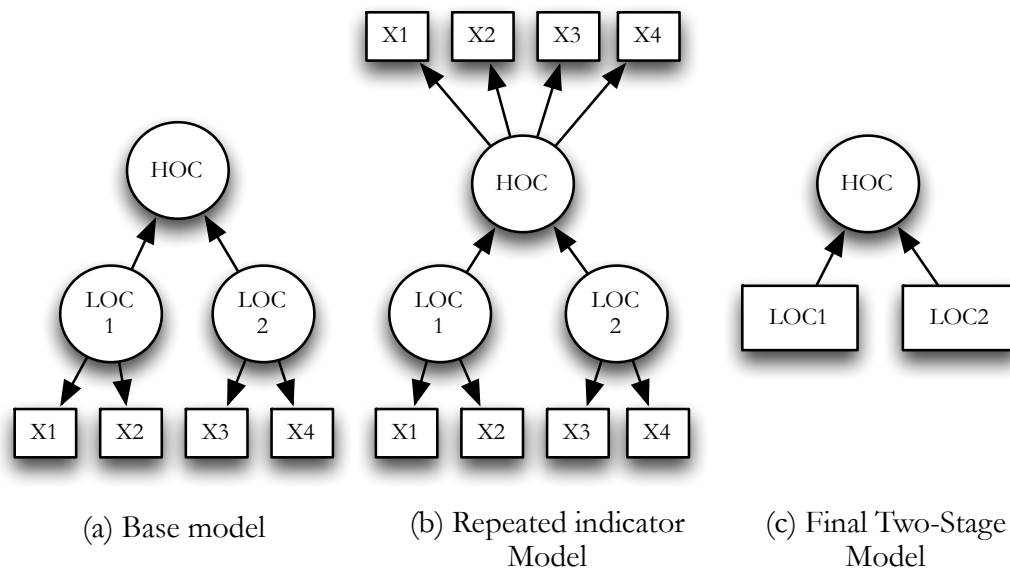 X1 X2 X3 X4
HOC
HOC
HOC
LOC
1
LOC
2
LOC
1
LOC
2
LOC1
LOC2
X1 X2 X3 X4
X1 X2 X3 X4
(a) Base model
(b) Repeated indicator
Model
(c) Final Two-Stage
Model